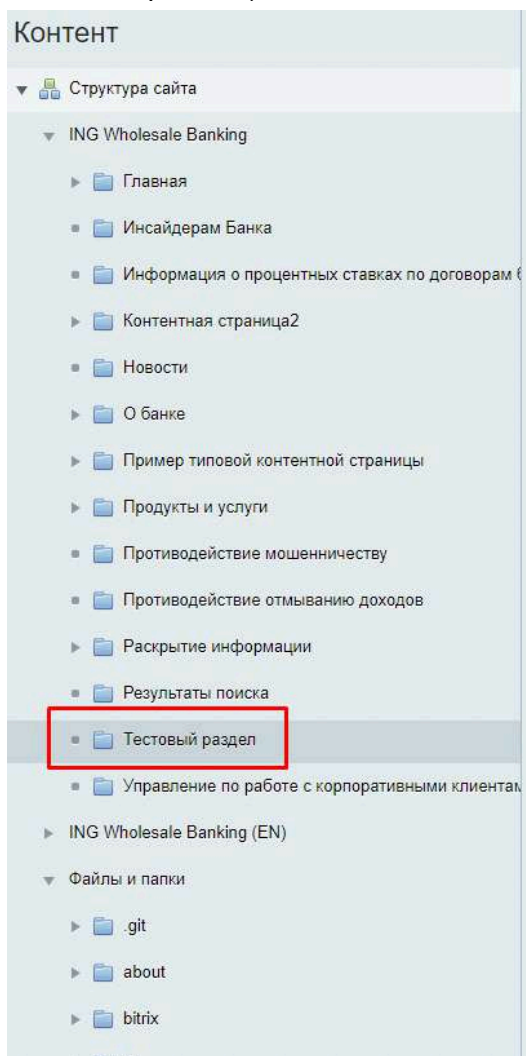 Контент
Структура сайта
ING Wholesale Banking
Главная
Инсайдерам Банка
Информация о процентных ставках по договорам
Контентная страница2
Новости
О банке
Пример типовой контентной страницы
Продукты и услуги
Противодействие мошенничеству
Противодействие отмыванию доходов
Раскрытие информации
Результаты поиска
Тестовый раздел
Управление по работе с корпоративными клиентам
ING Wholesale Banking (EN)
Файлы и папки
.git
about
bitrix